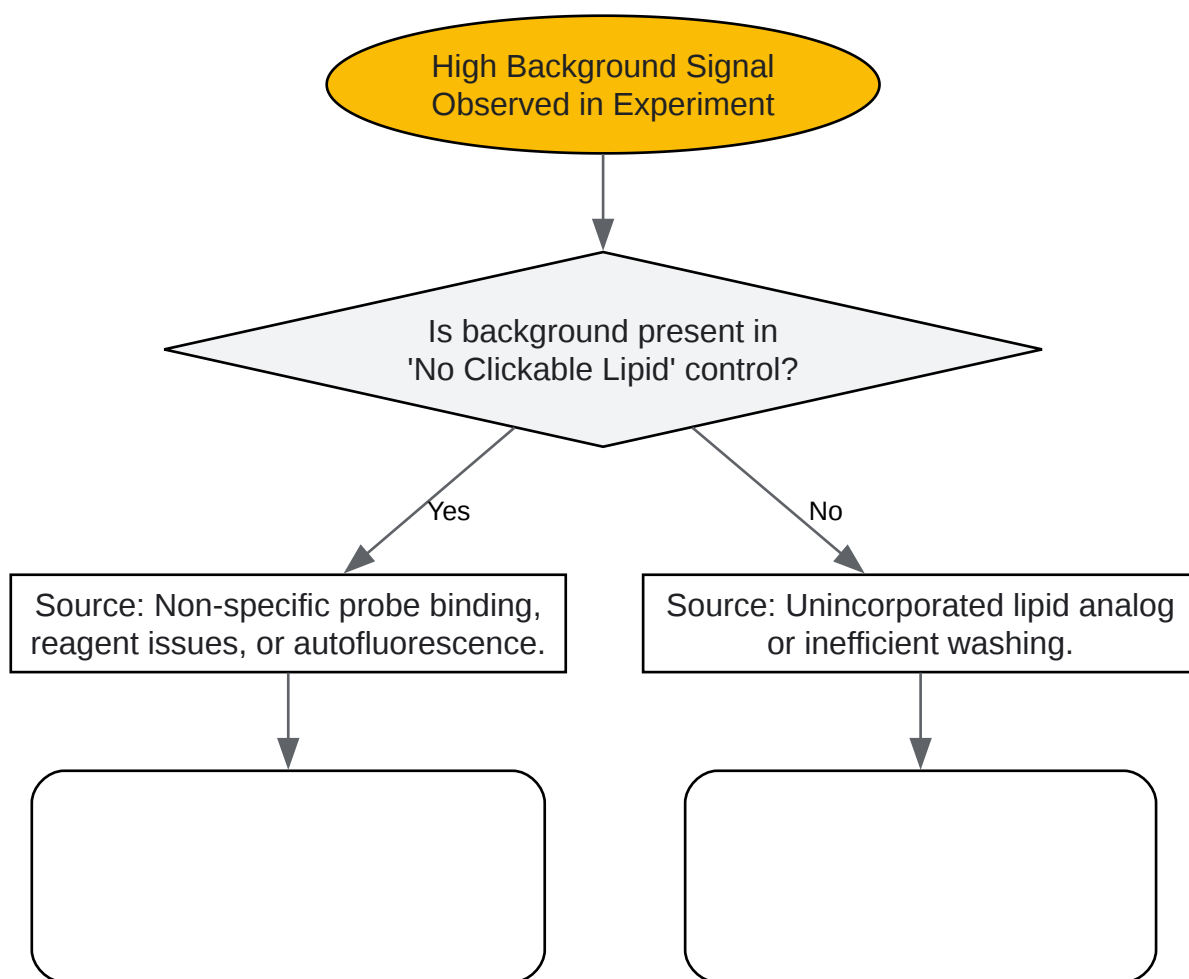 High Background Signal
Observed in Experiment
Is background present in
'No Clickable Lipid' control?
Yes
No
Source: Non-specific probe binding,
reagent issues, or autofluorescence.
Source: Unincorporated lipid analog
or inefficient washing.